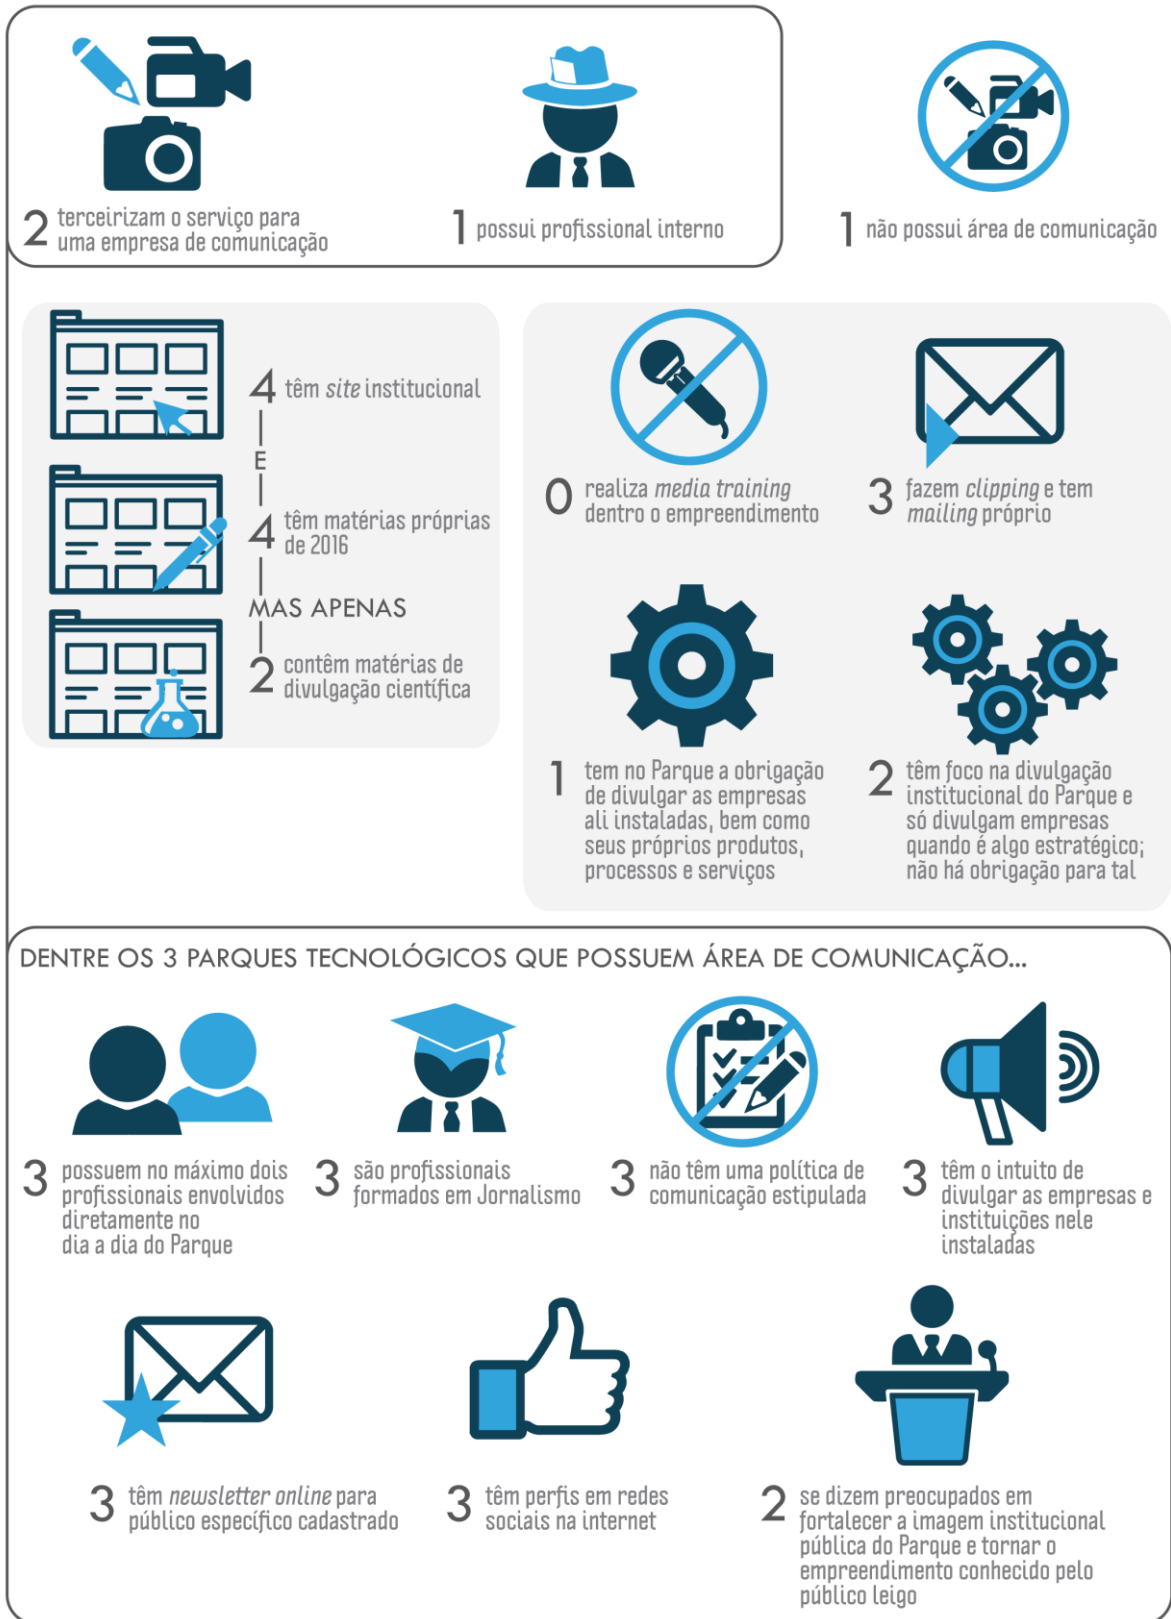 2 terceirizam o serviço para
uma empresa de comunicação
1 possui profissional interno
1 não possui área de comunicação
4 têm site institucional
E
4 têm matérias próprias
de 2016
MAS APENAS
2 contêm matérias de
divulgação científica
0 realiza media training
dentro o empreendimento
3 fazem clipping e tem
mailing próprio
1 tem no Parque a obrigação
de divulgar as empresas
ali instaladas, bem como
seus próprios produtos,
processos e serviços
2 têm foco na divulgação
institucional do Parque e
só divulgam empresas
quando é algo estratégico;
não há obrigação para tal
DENTRE OS 3 PARQUES TECNOLÓGICOS QUE POSSUEM ÁREA DE COMUNICAÇÃO...
3 possuem no máximo dois
profissionais envolvidos
diretamente no
dia a dia do Parque
3 são profissionais
formados em Jornalismo
3 não têm uma política de
comunicação estipulada
3 têm o intuito de
divulgar as empresas e
instituições nele
instaladas
3 têm newsletter online para
público específico cadastrado
3 têm perfis em redes
sociais na internet
2 se dizem preocupados em
fortalecer a imagem institucional
pública do Parque e tornar o
empreendimento conhecido pelo
público leigo